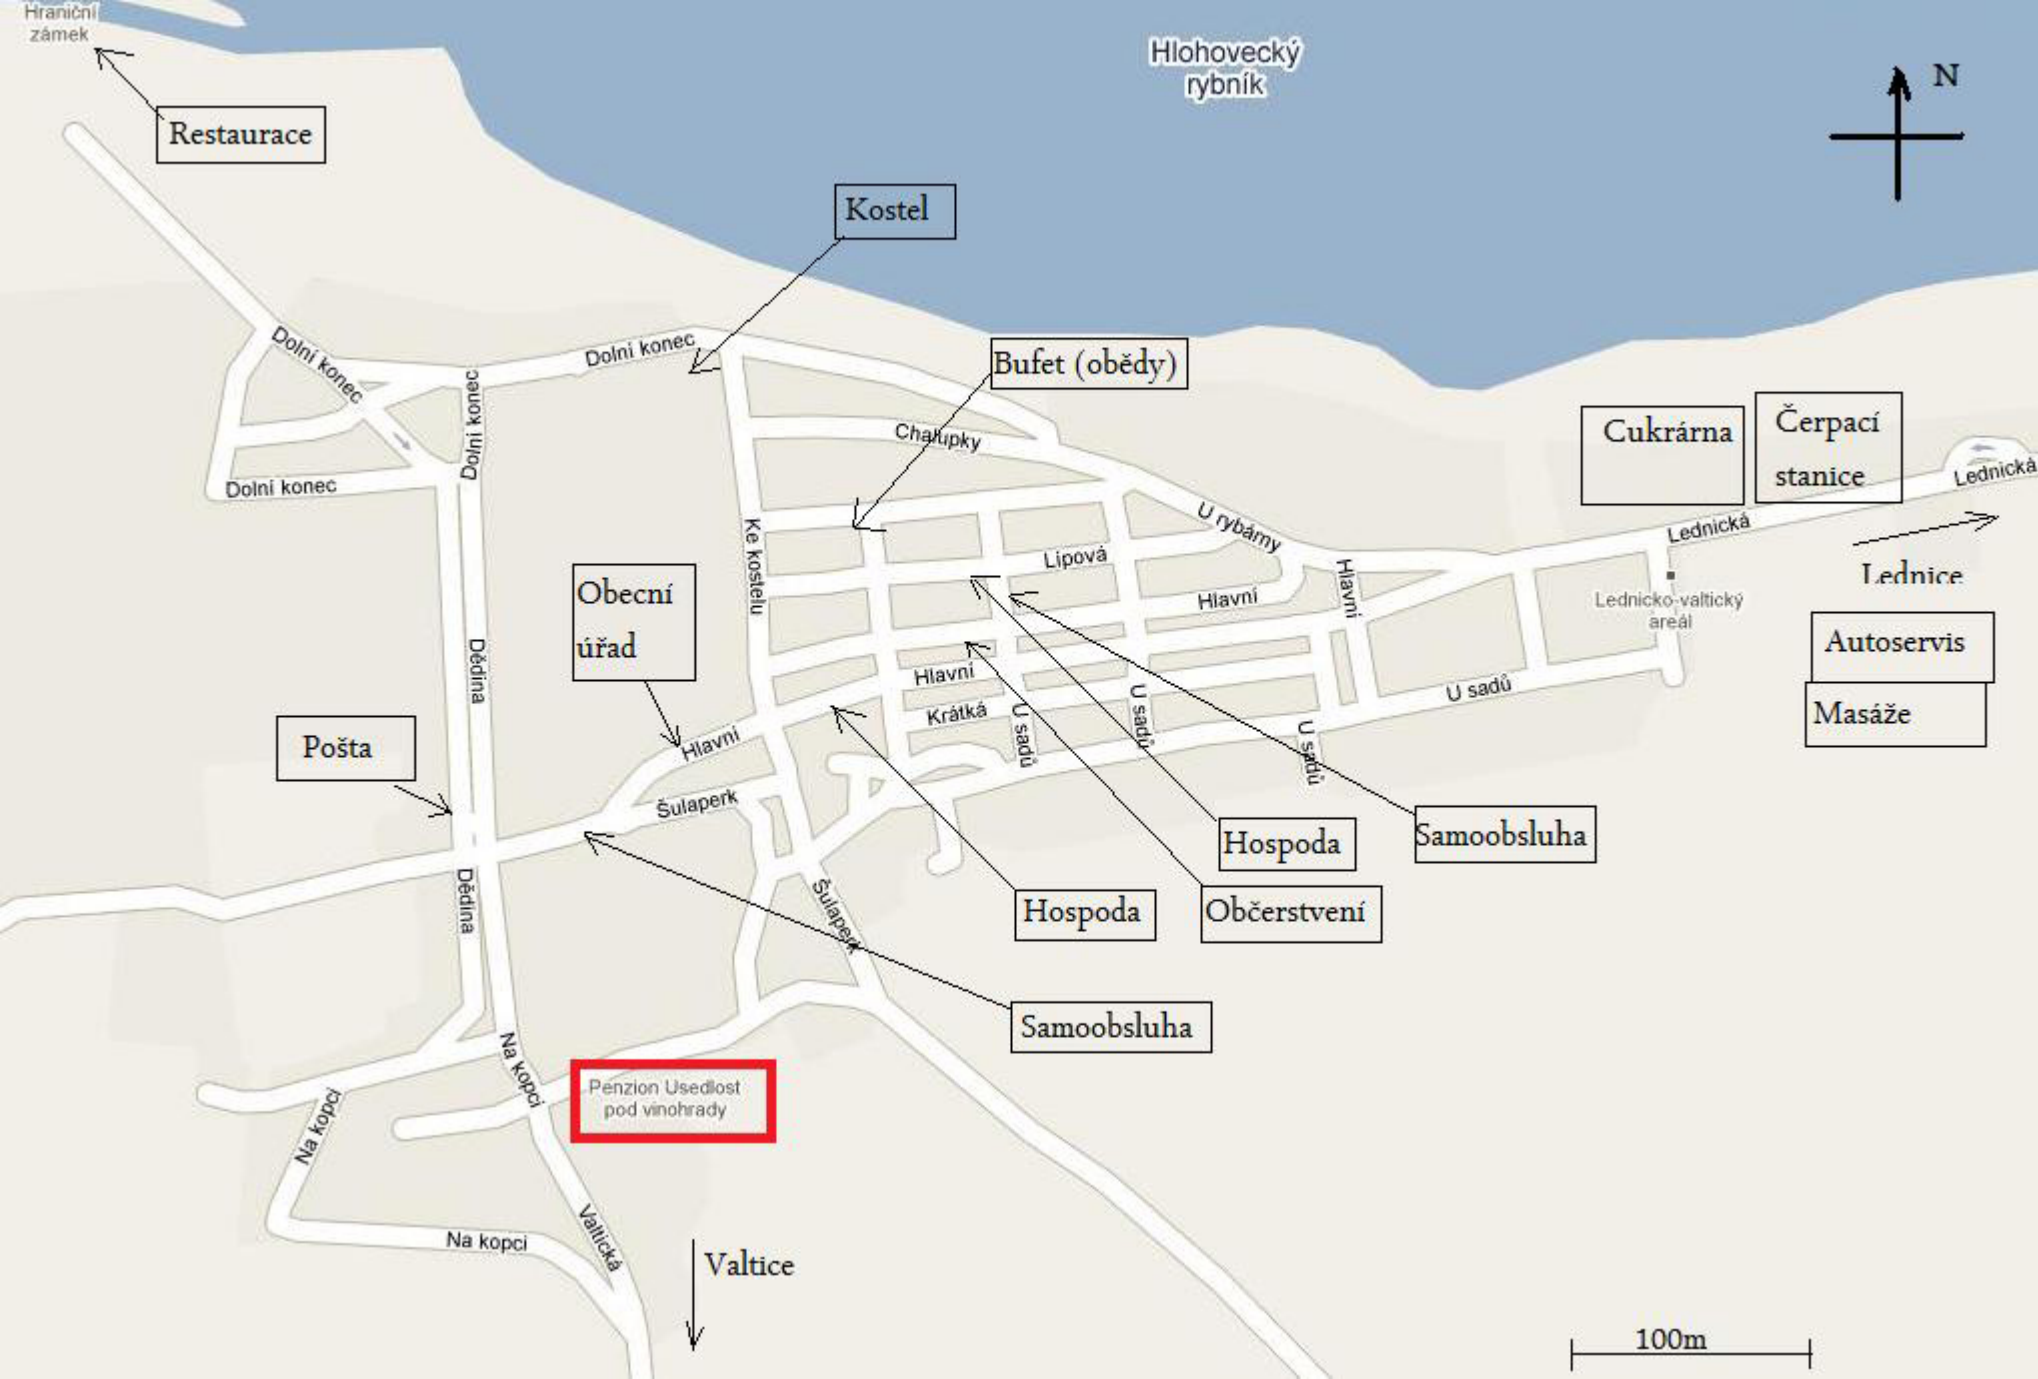 Hraniční
zámek
Restaurace
Hlohovecký
rybník
N
Kostel
Dolní konec
Dolní konec
Dolní konec
Dolní konec
Bufet (obědy)
Chalupky
Cukrárna
Čerpací
stanice
Lednická
Lednická
U rybárny
Ke kostelu
Lipová
Hlavní
Hlavní
Lednice
Lednicko-valtický
areál
Obecní
úřad
Autoservis
Masáže
Dědina
Hlavní
Krátká
U sadů
U sadů
U sadů
U sadů
Pošta
Hlavní
Šulaperk
Hospoda
Samoobsluha
Dědina
Šulaperk
Hospoda
Občerstvení
Samoobsluha
Na kopci
Na kopci
Penzion Usedlost
pod vinohrady
Na kopci
Valtická
Valtice
100m